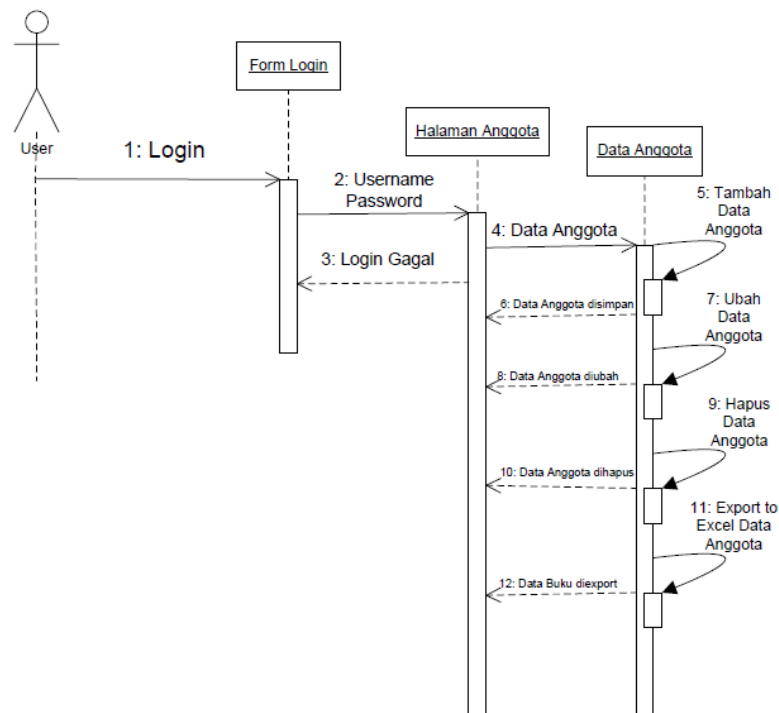 Form Login
Halaman Anggota
Data Anggota
User
1: Login
2: Username
Password
3: Login Gagal
4: Data Anggota
5: Tambah
Data
Anggota
6: Data Anggota disimpan
7: Ubah
Data
Anggota
8: Data Anggota diubah
9: Hapus
Data
Anggota
10: Data Anggota dihapus
11: Export to
Excel Data
Anggota
12: Data Buku diexport